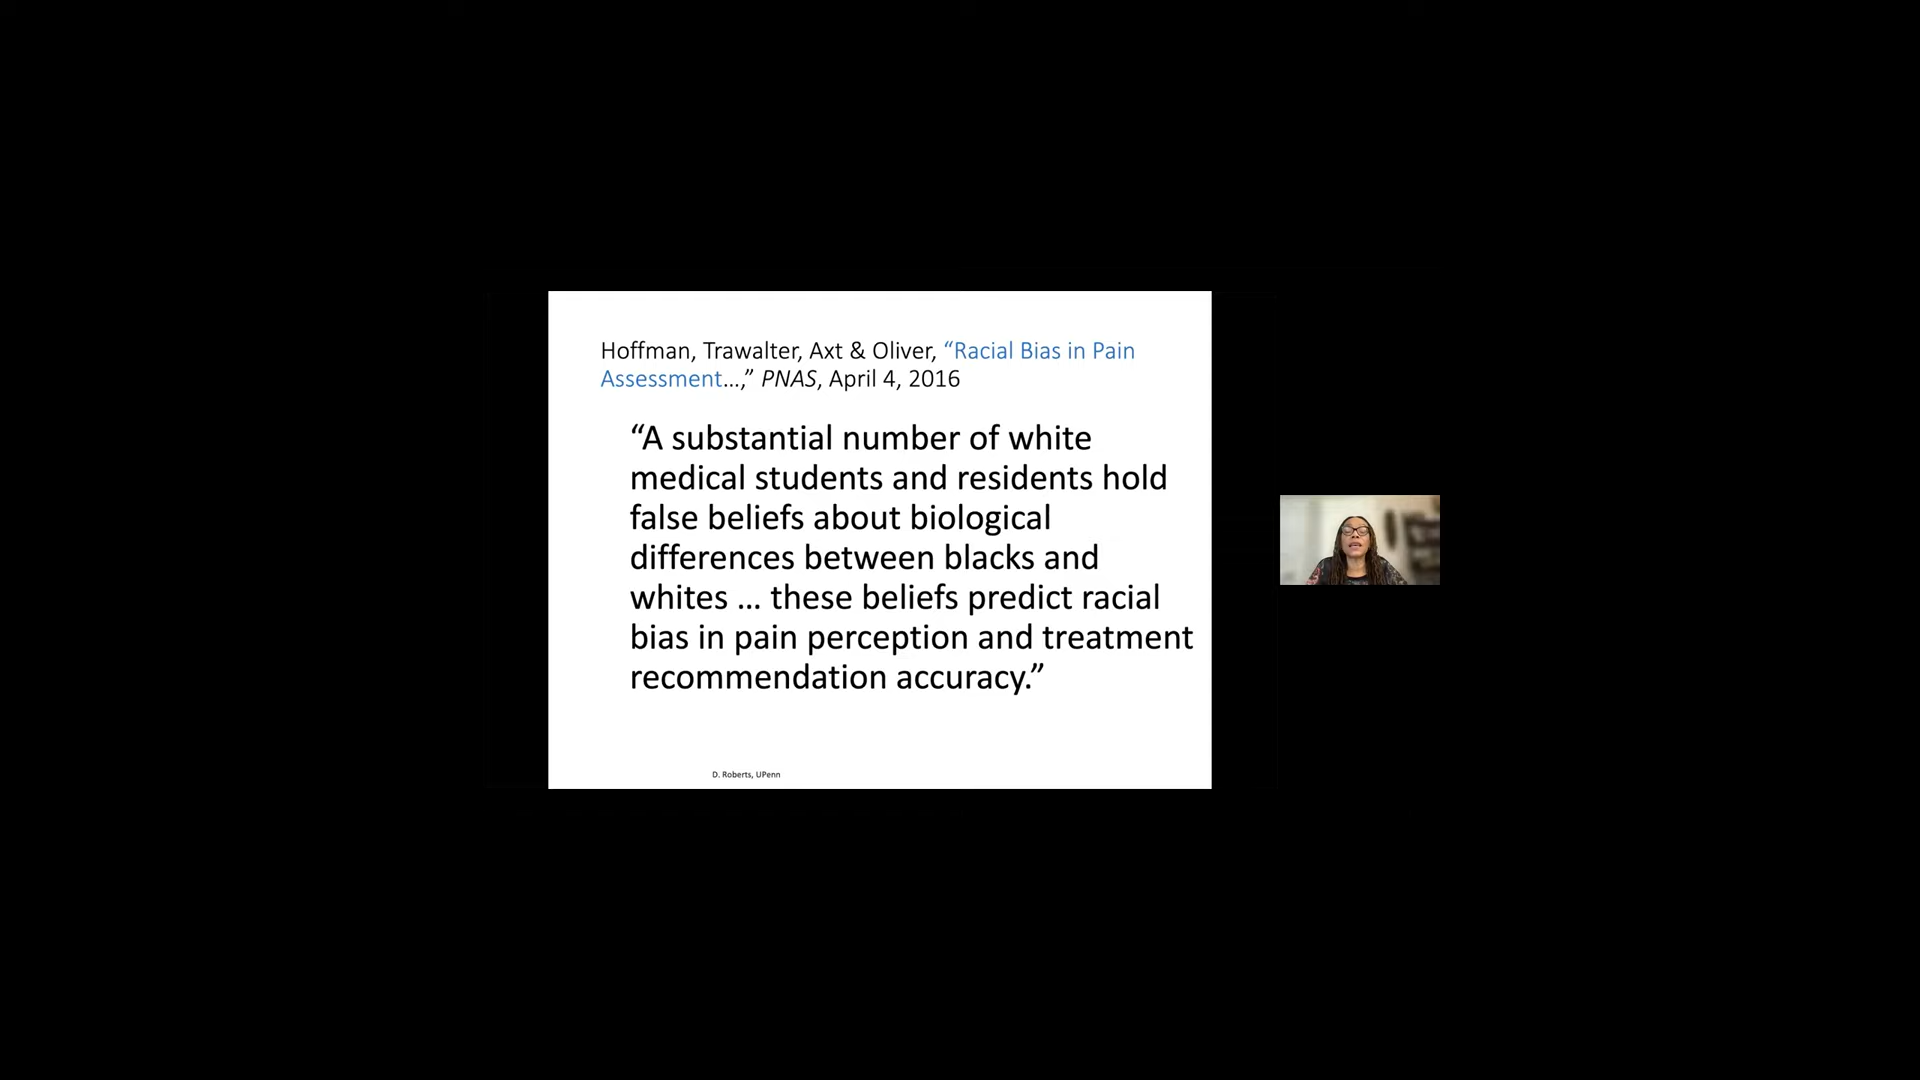 Hoffman, Trawalter, Axt & Oliver, “Racial Bias in Pain
Assessment…,” PNAS, April 4, 2016
“A substantial number of white
medical students and residents hold
false beliefs about biological
differences between blacks and
whites … these beliefs predict racial
bias in pain perception and treatment
recommendation accuracy.”
D. Roberts, UPenn